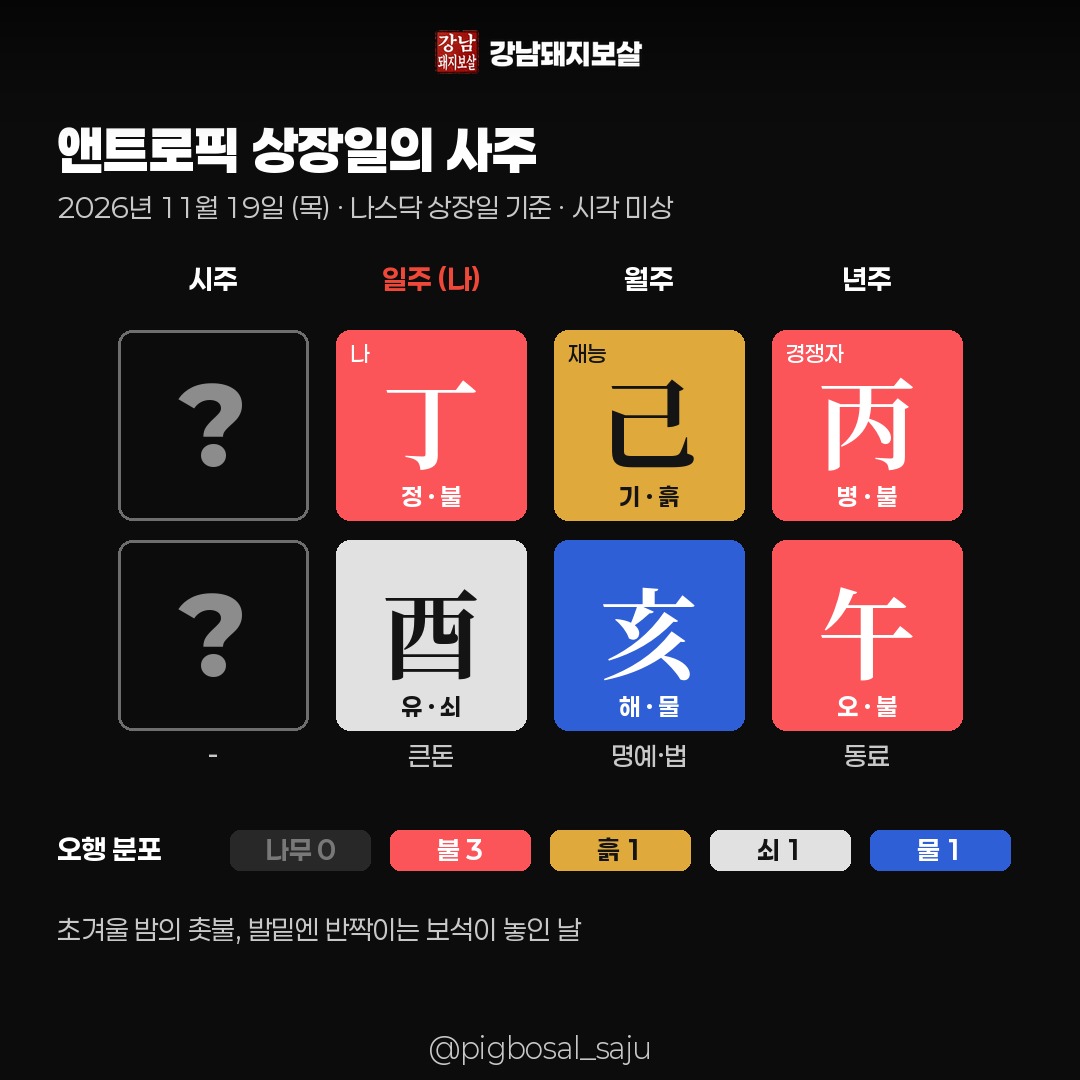 강남
돼지보살
강남돼지보살
앤트로픽 상장일의 사주
2026년 11월 19일 (목) · 나스닥 상장일 기준 · 시각 미상
시주 일주 (나) 월주 년주
? 나 재능 경쟁자
丁 己 丙
정 · 불 기 · 흙 병 · 불
? 酉 亥 午
유 · 쇠 해 · 물 오 · 불
- 큰돈 명예·법 동료
오행 분포 나무 0 불 3 흙 1 쇠 1 물 1
초겨울 밤의 촛불, 발밑엔 반짝이는 보석이 놓인 날
@pigbosal_saju